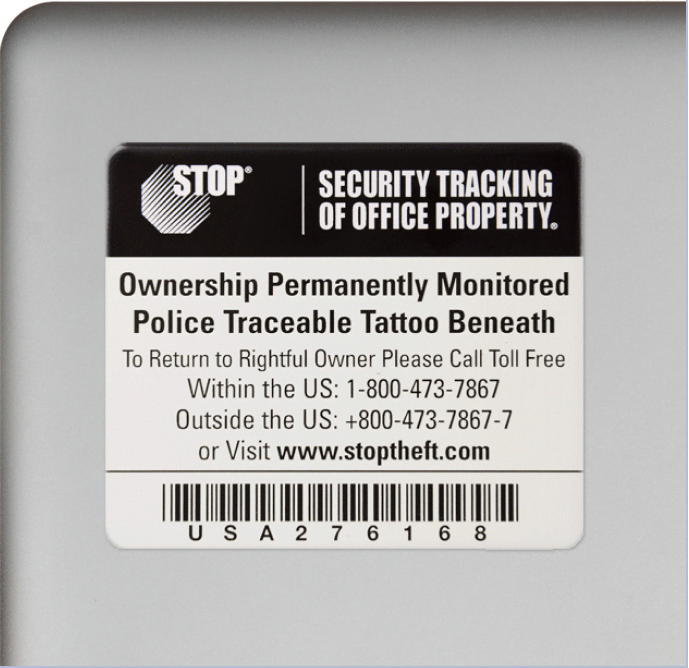 STOP®
SECURITY TRACKING
OF OFFICE PROPERTY®
Ownership Permanently Monitored
Police Traceable Tattoo Beneath
To Return to Rightful Owner Please Call Toll Free
Within the US: 1-800-473-7867
Outside the US: +800-473-7867-7
or Visit www.stoptheft.com
USA276168